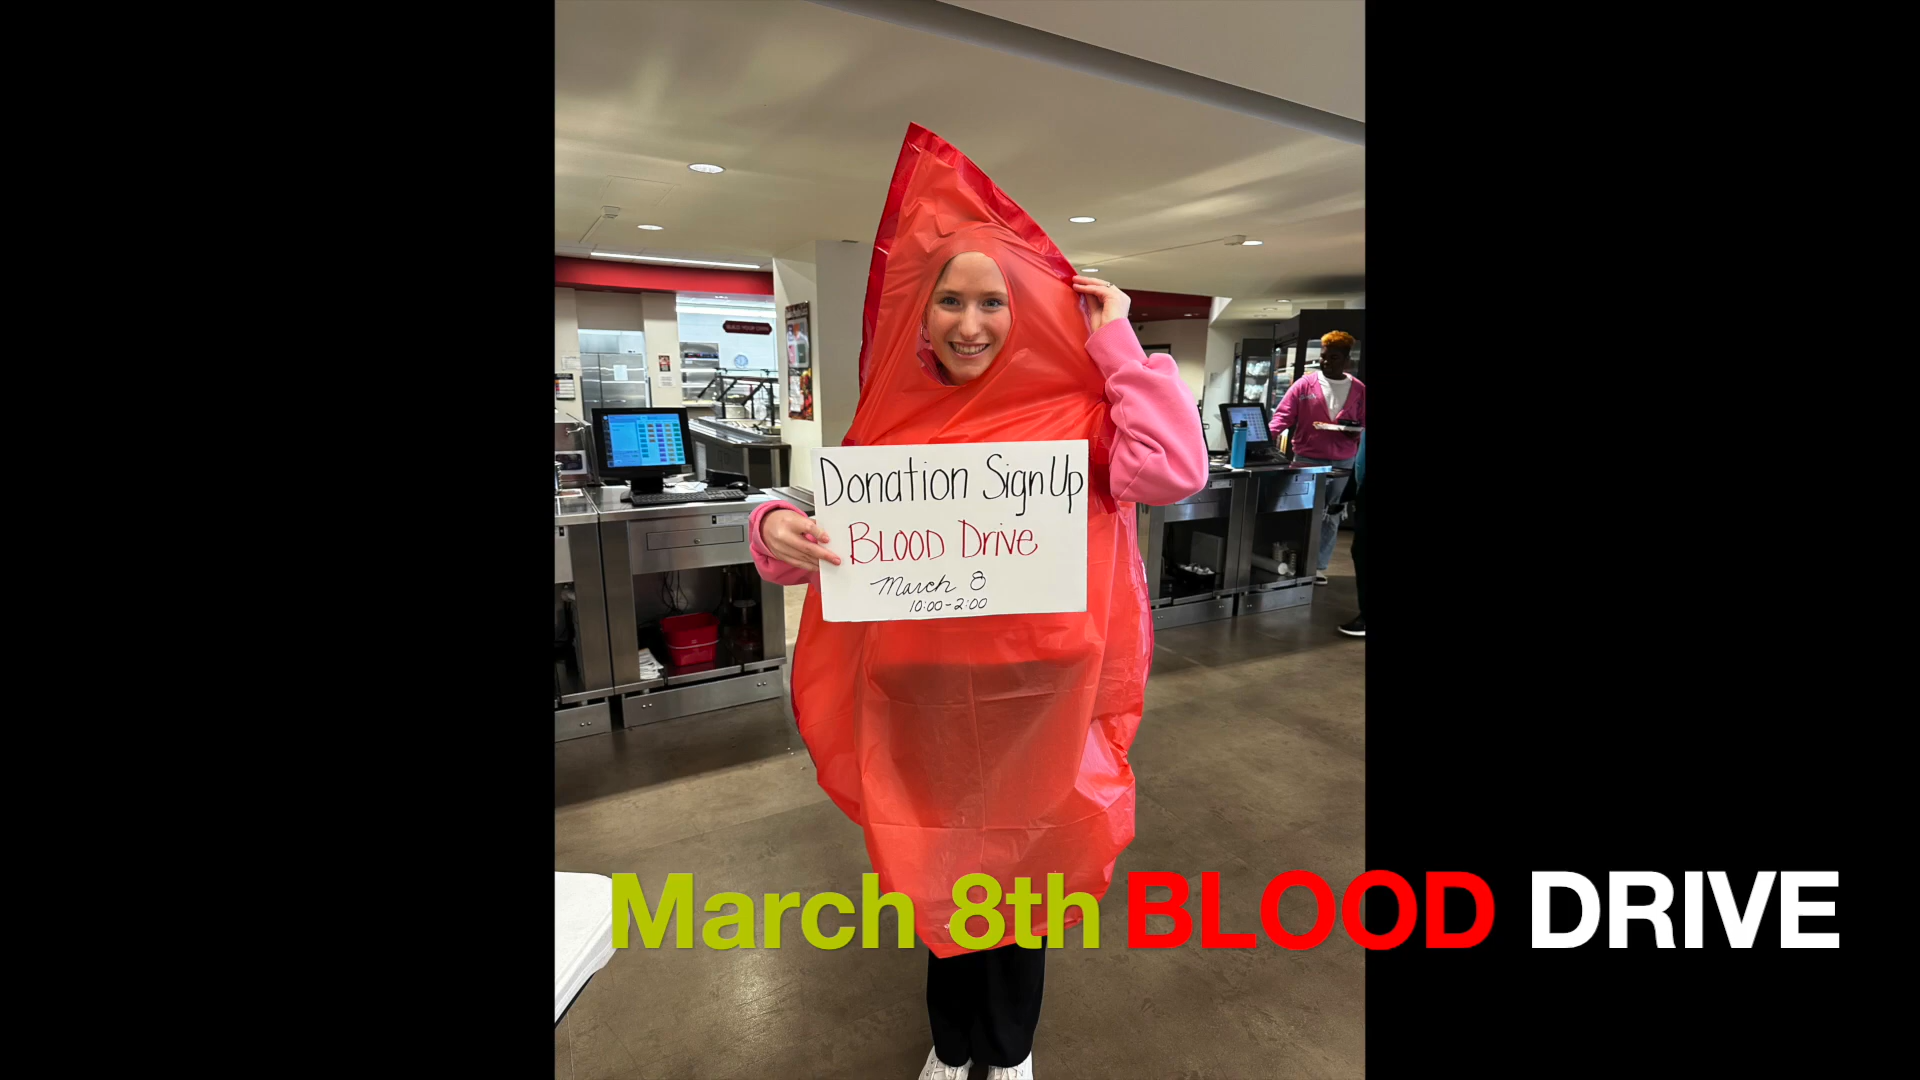 Donation Sign Up
BLOOD Drive
March 8
10:00-2:00
March 8th BLOOD DRIVE